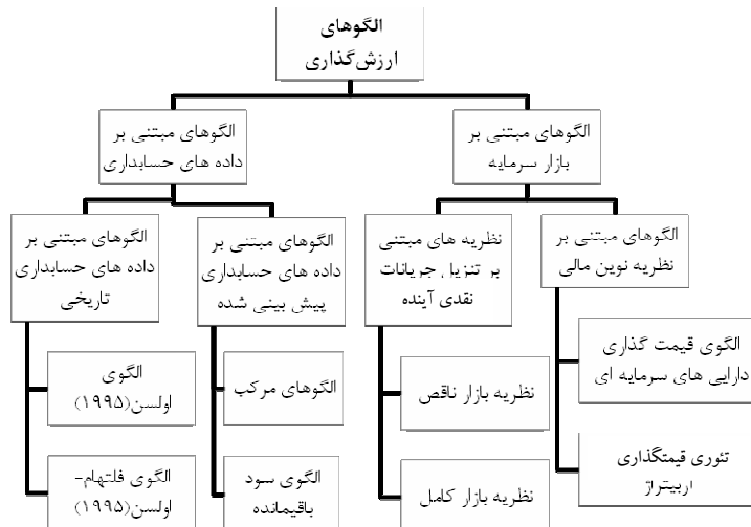 الگوهای
ارزش‌گذاری
الگوهای مبتنی بر
بازار سرمایه
الگوهای مبتنی بر
داده های حسابداری
الگوهای مبتنی بر
نظریه نوین مالی
نظریه های مبتنی
بر تنزیل جریانات
نقدی آینده
الگوهای مبتنی بر
داده های حسابداری
پیش بینی شده
الگوهای مبتنی بر
داده های حسابداری
تاریخی
الگوی قیمت گذاری
دارایی های سرمایه ای
نظریه بازار ناقص
الگوهای مرکب
الگوی
اولسن(۱۹۹۵)
تئوری قیمتگذاری
اربیتراژ
نظریه بازار کامل
الگوی سود
باقیمانده
الگوی فلتهام-
اولسن(۱۹۹۵)